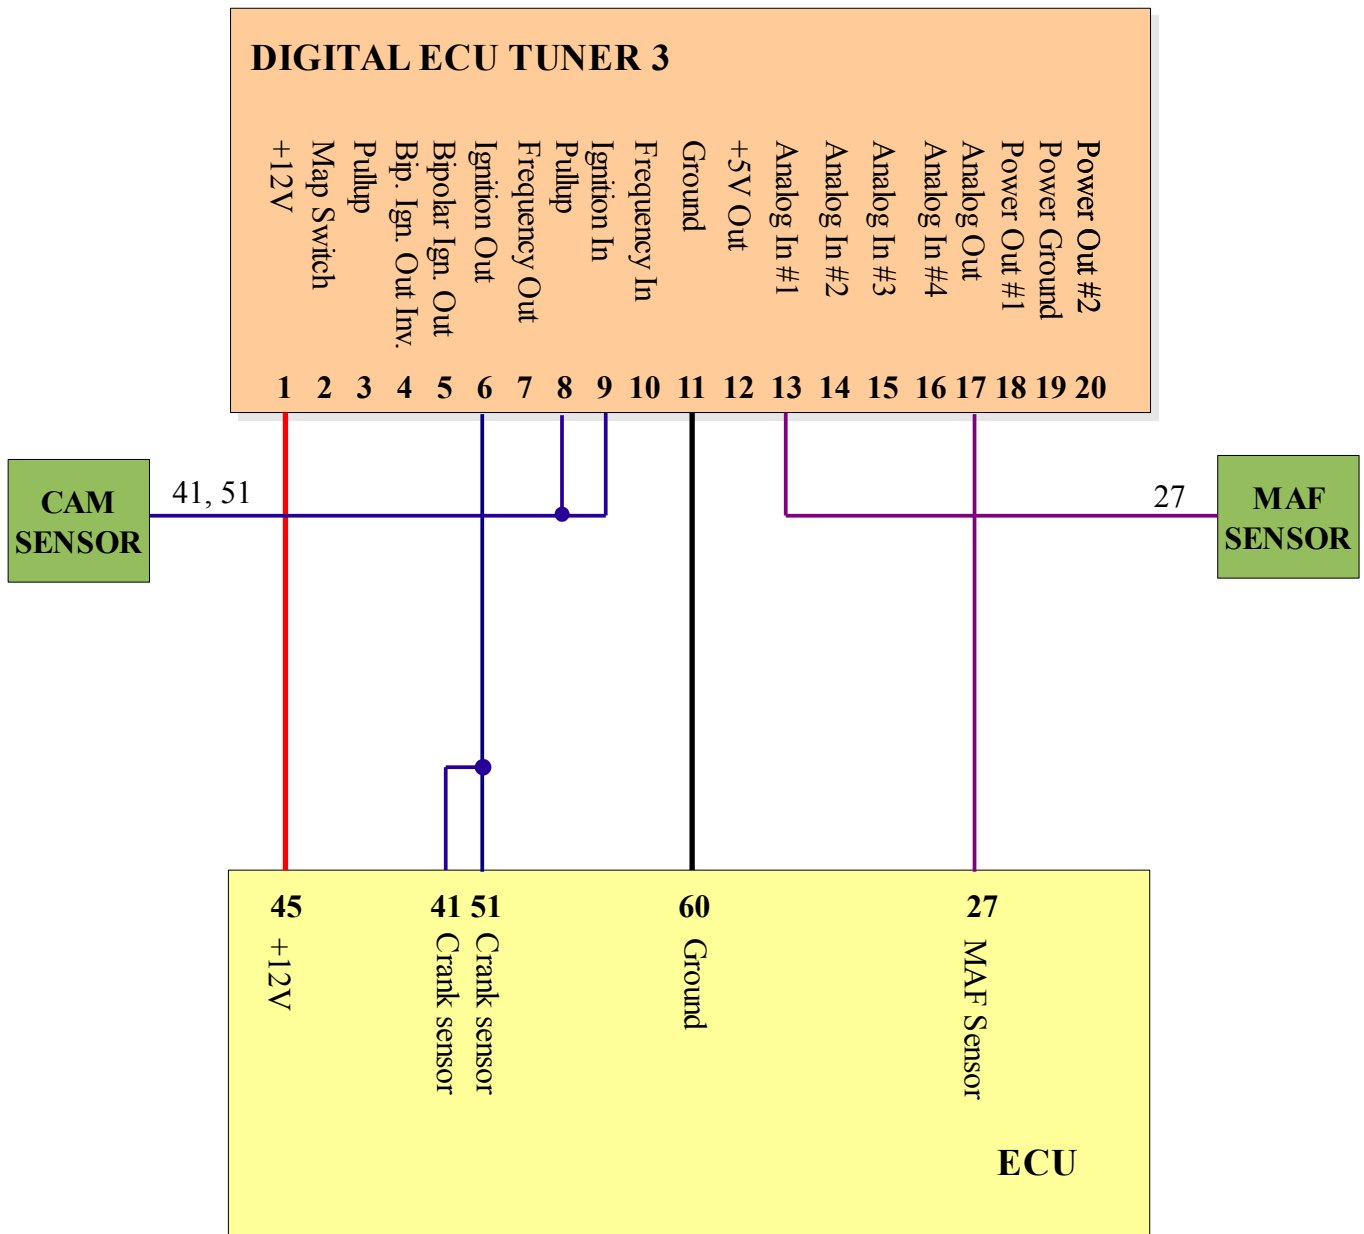 DIGITAL ECU TUNER 3
+12V
Map Switch
Pullup
Bip. Ign. Out Inv.
Bipolar Ign. Out
Ignition Out
Frequency Out
Pullup
Ignition In
Frequency In
Ground
+5V Out
Analog In #1
Analog In #2
Analog In #3
Analog In #4
Analog Out
Power Out #1
Power Ground
Power Out #2
1 2 3 4 5 6 7 8 9 10 11 12 13 14 15 16 17 18 19 20
CAM
SENSOR
41, 51
27
MAF
SENSOR
45 41 51 60 27
+12V
Crank sensor
Crank sensor
Ground
MAF Sensor
ECU